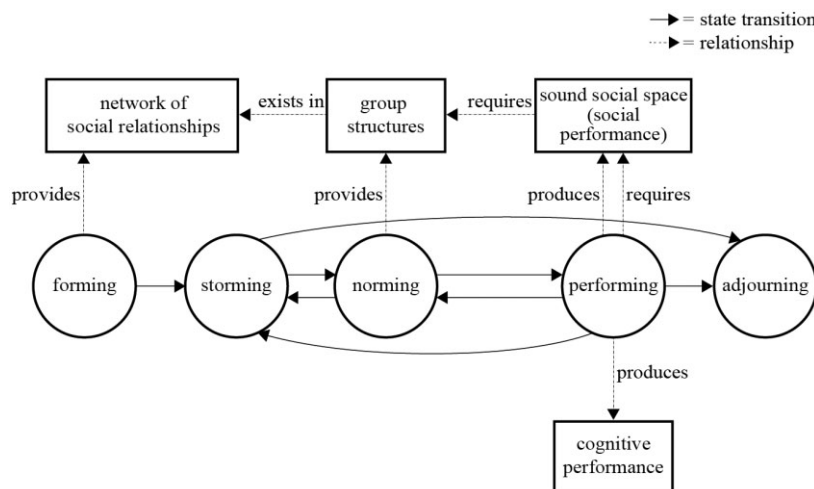 = state transition
= relationship
network of
social relationships
exists in
group
structures
requires
sound social space
(social
performance)
provides
provides
produces
requires
forming
storming
norming
performing
adjourning
produces
cognitive
performance